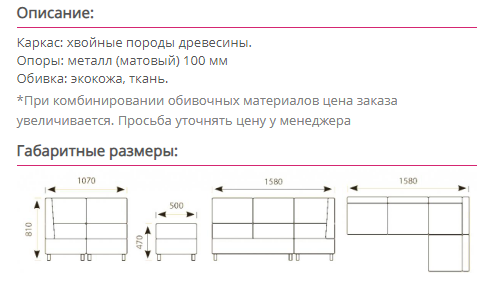 Описание:
Каркас: хвойные породы древесины.
Опоры: металл (матовый) 100 мм
Обивка: экокожа, ткань.
*При комбинировании обивочных материалов цена заказа
увеличивается. Просьба уточнять цену у менеджера
Габаритные размеры:
1070
1580
1580
500
810
470